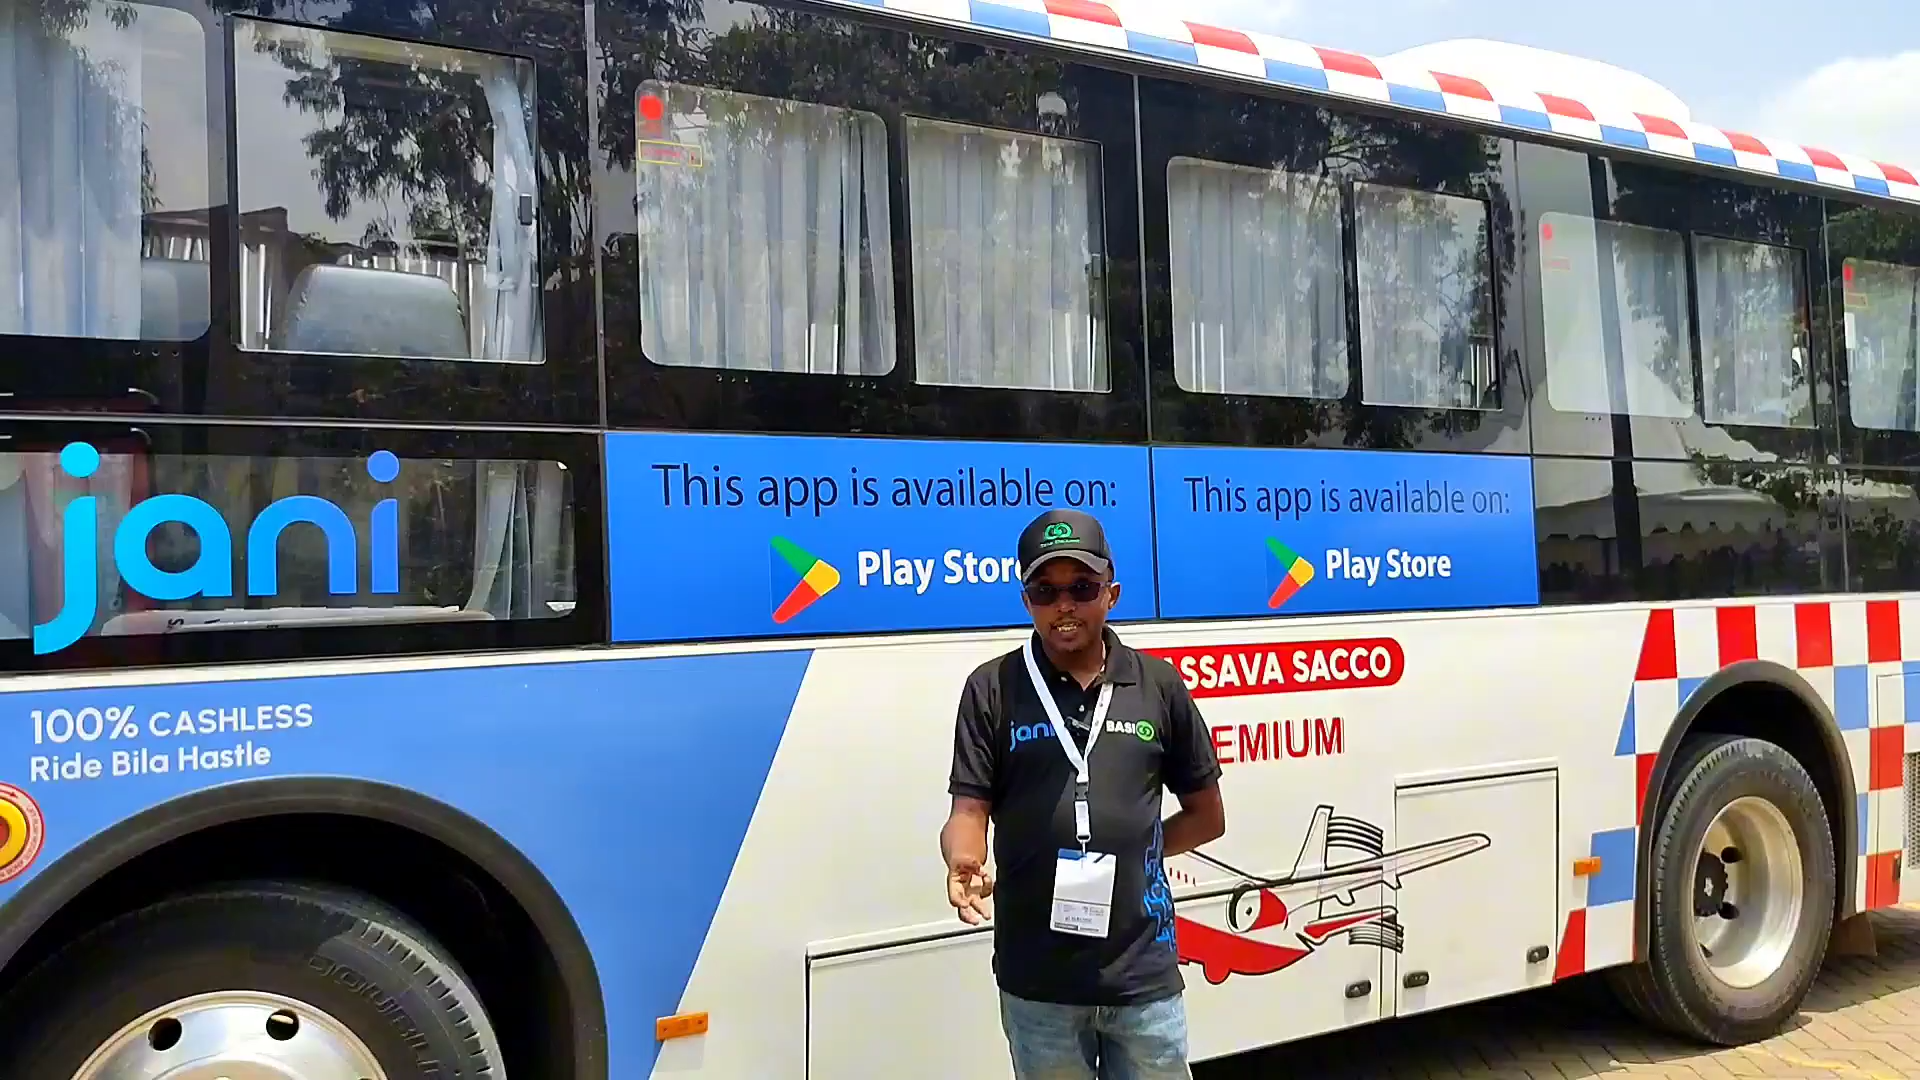 This app is available on:
Play Store
This app is available on:
Play Store
jani
100% CASHLESS
Ride Bila Hastle
SSAVA SACCO
EMIUM
jani
BASI